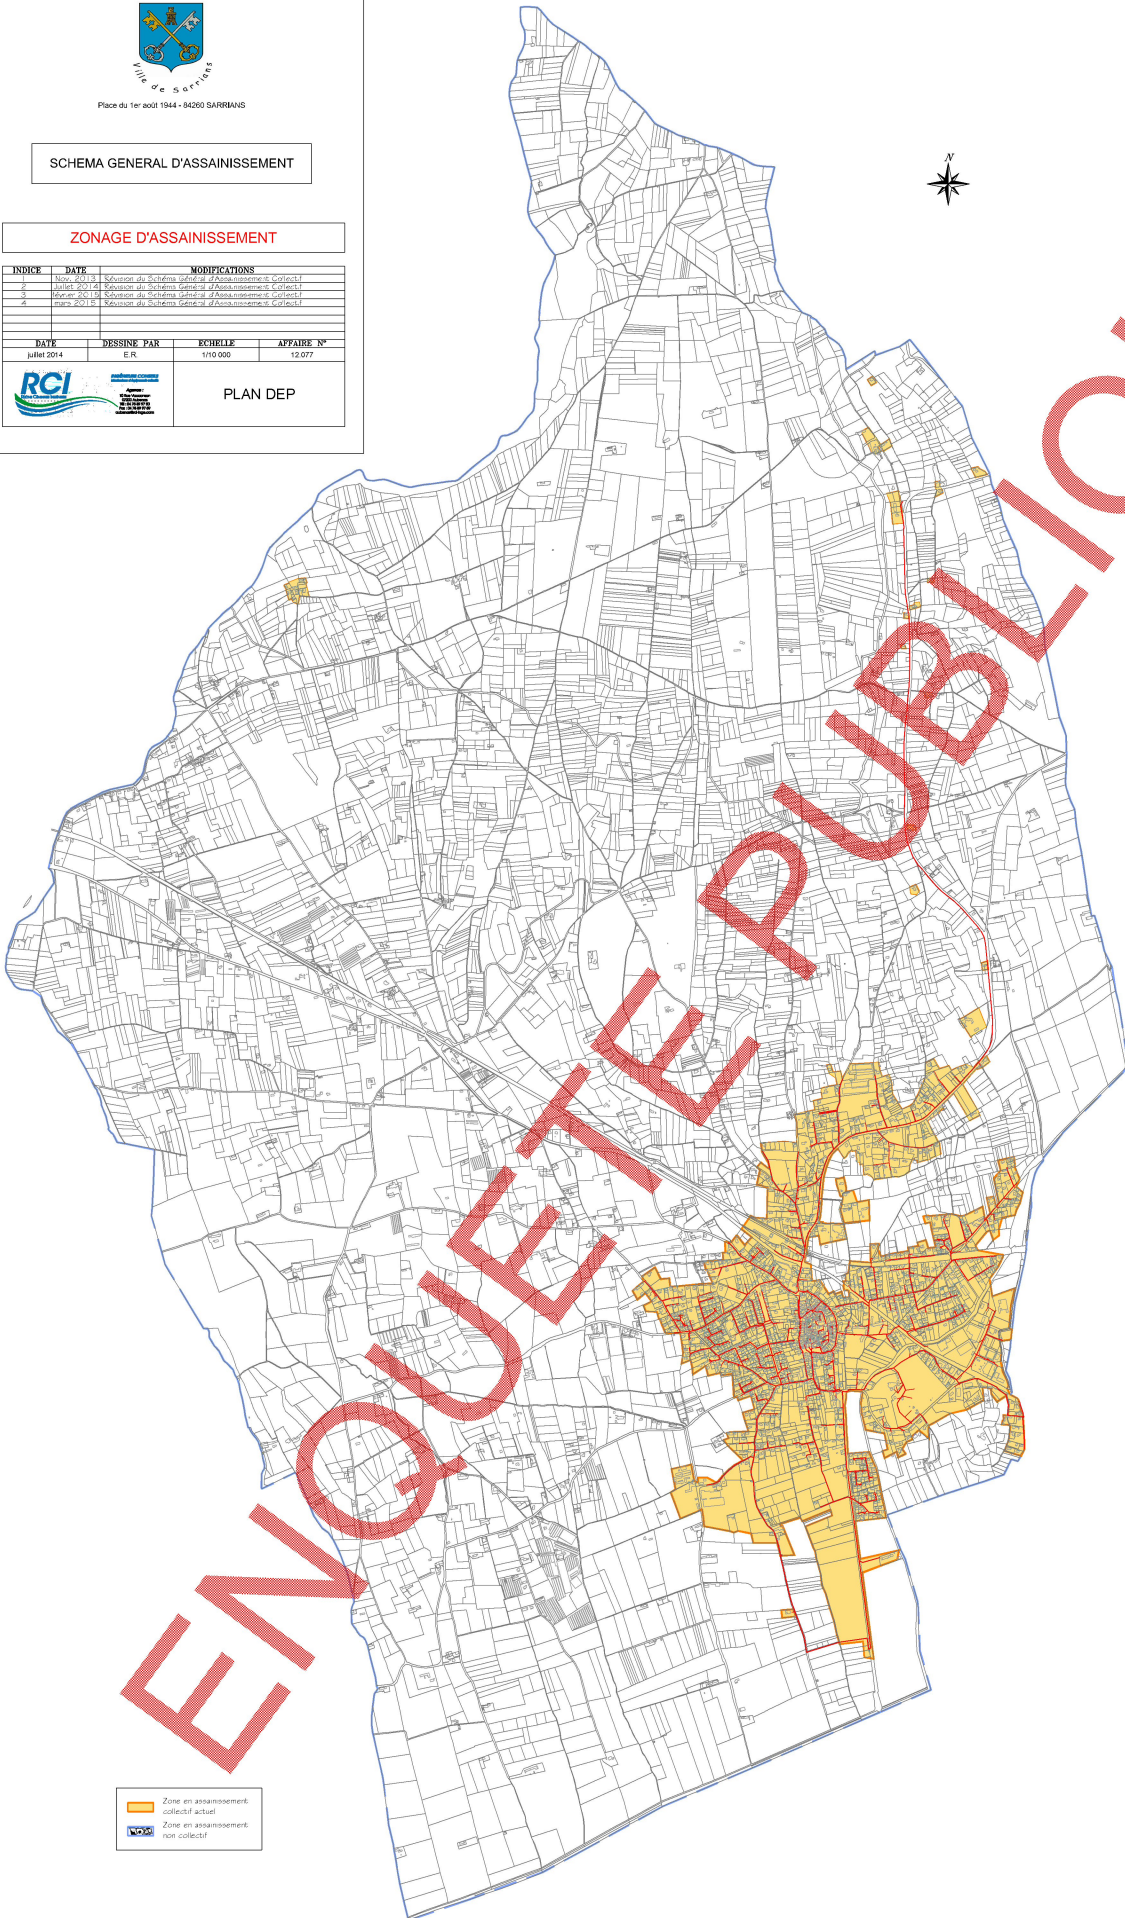 Ville de Sarrians
Place du 1er août 1944 - 84260 SARRIANS
SCHEMA GENERAL D'ASSAINISSEMENT
ZONAGE D'ASSAINISSEMENT
INDICE DATE MODIFICATIONS
1 Nov. 2013 Révision du Schéma Général d'Assainissement Collectif
2 Juillet 2014 Révision du Schéma Général d'Assainissement Collectif
3 février 2015 Révision du Schéma Général d'Assainissement Collectif
4 mars 2015 Révision du Schéma Général d'Assainissement Collectif
DATE DESSINE PAR ECHELLE AFFAIRE N°
juillet 2014 E.R. 1/10 000 12.077
RCI
PLAN DEP
N
ENQUETE PUBLIQ
Zone en assainissement
collectif actuel
Zone en assainissement
non collectif